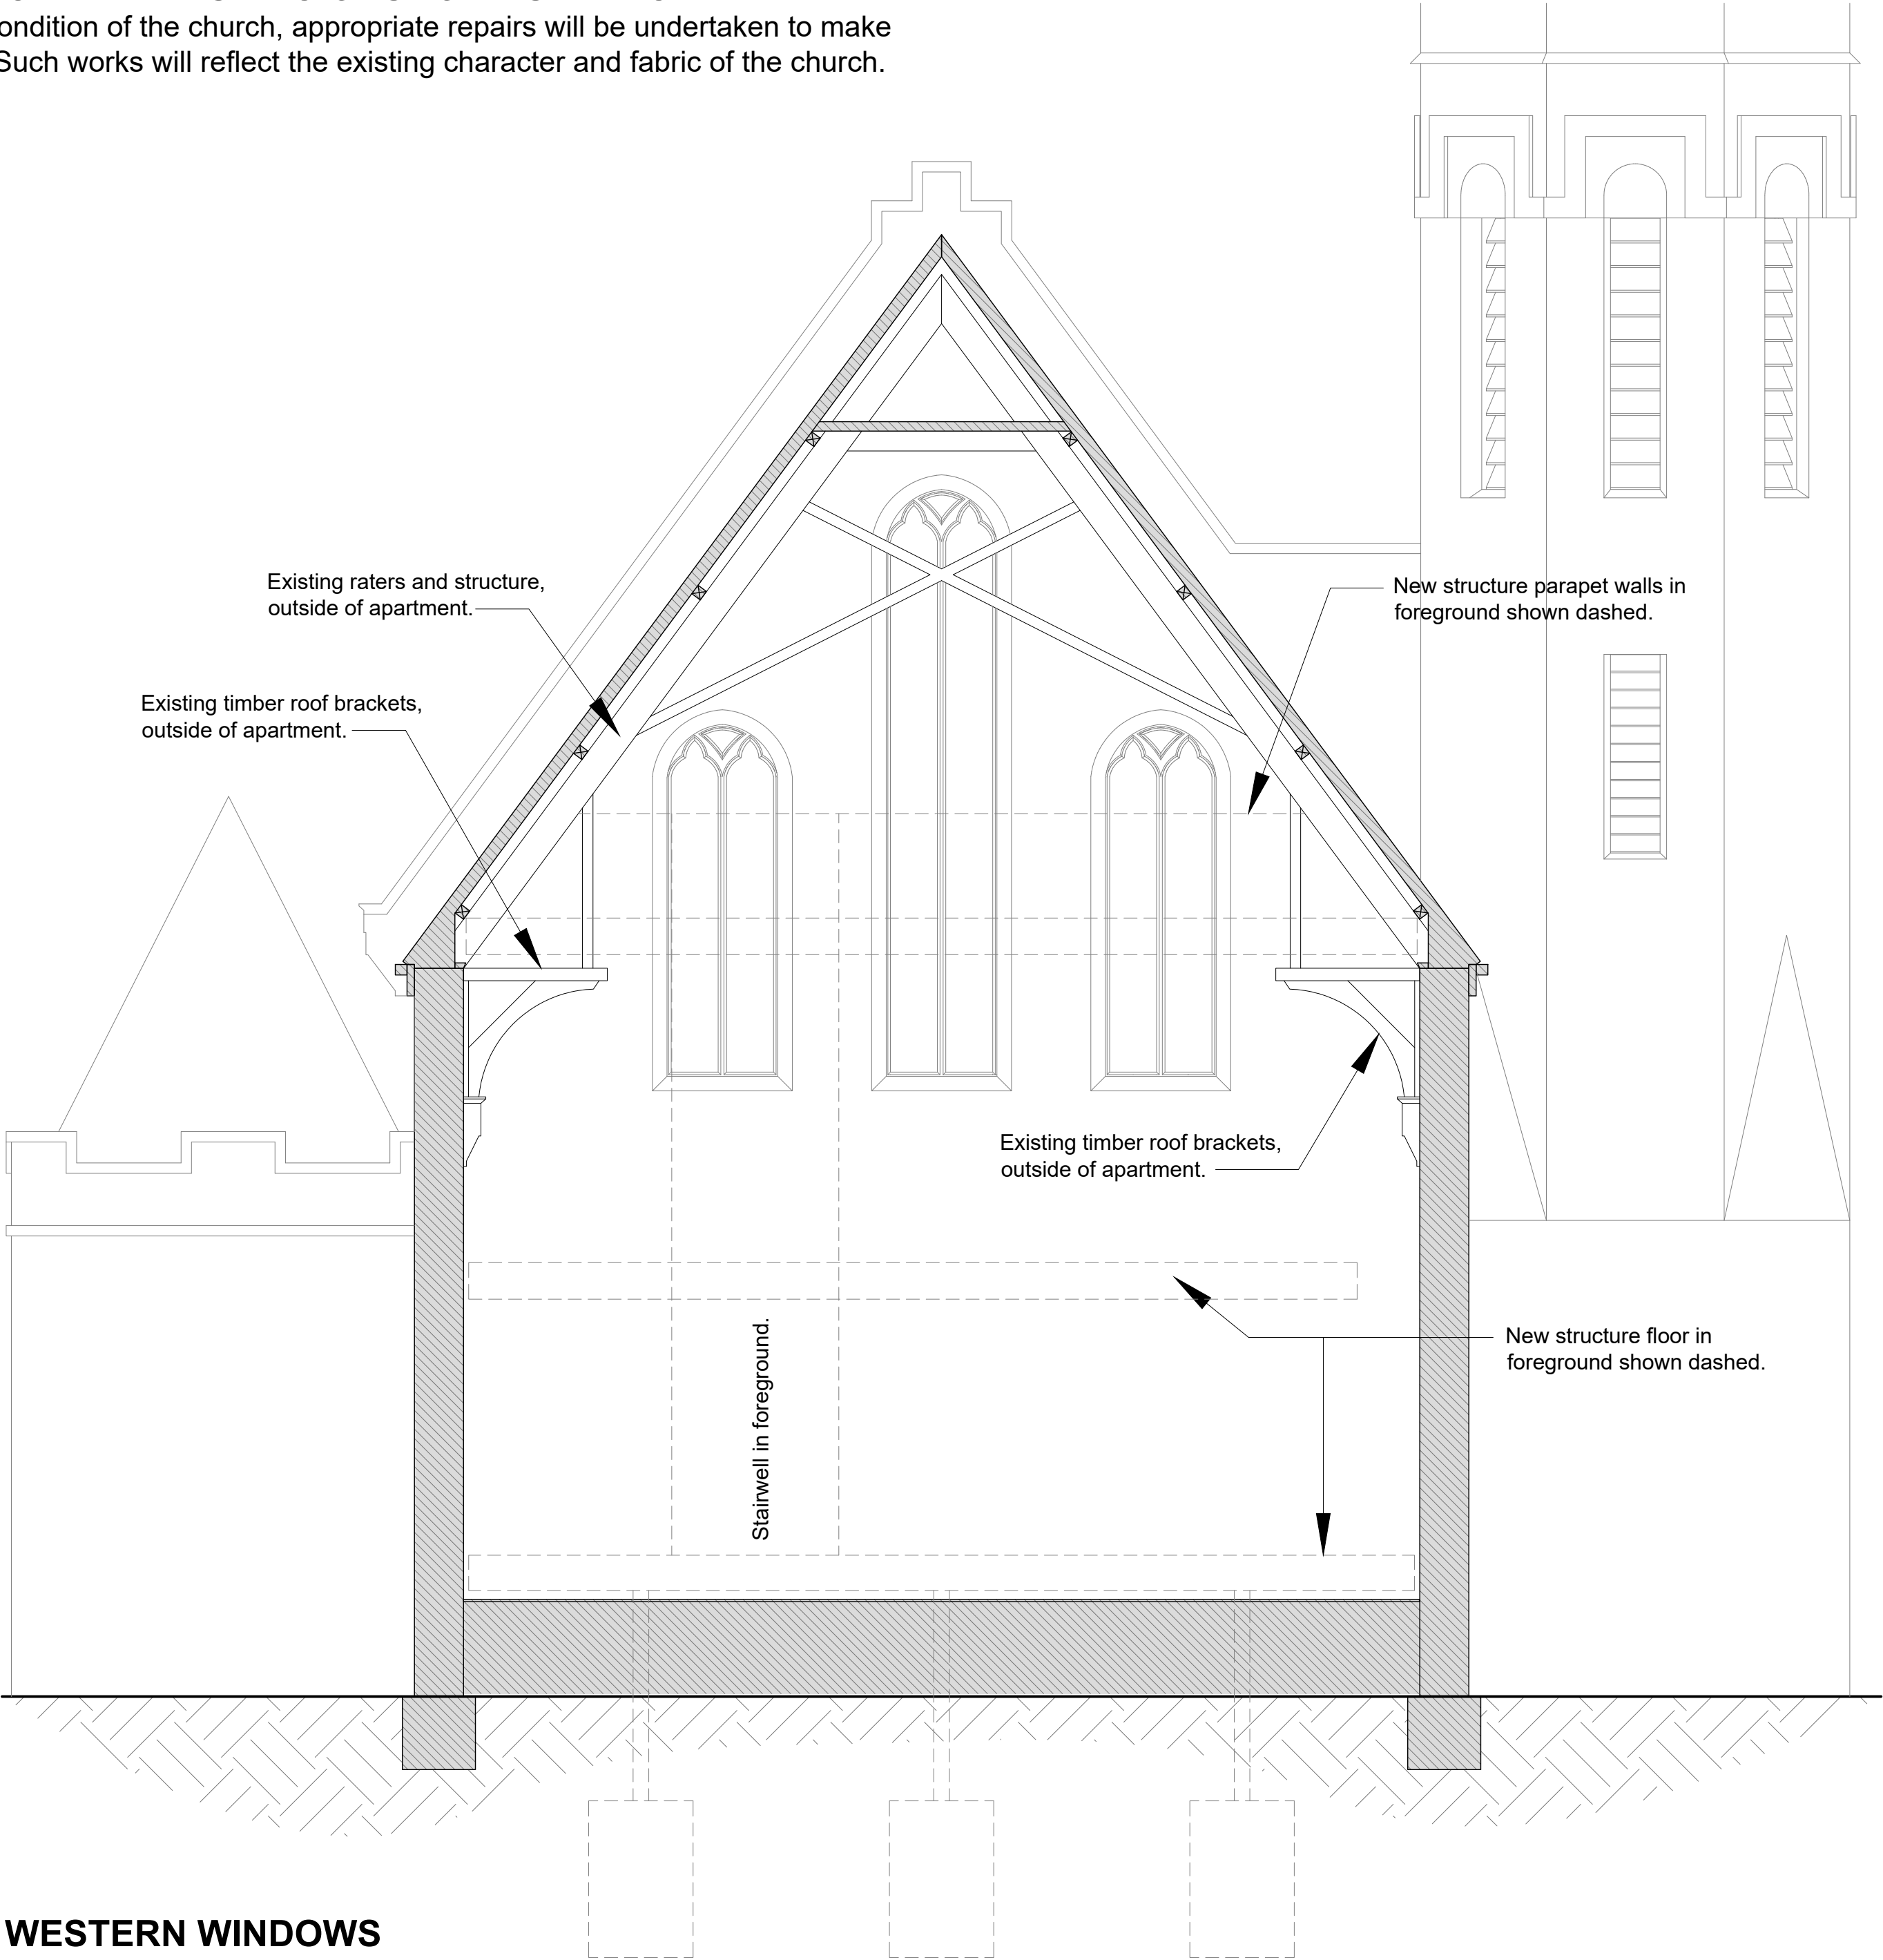 ondition of the church, appropriate repairs will be undertaken to make
Such works will reflect the existing character and fabric of the church.
Existing raters and structure,
outside of apartment.
New structure parapet walls in
foreground shown dashed.
Existing timber roof brackets,
outside of apartment.
Existing timber roof brackets,
outside of apartment.
New structure floor in
foreground shown dashed.
Stairwell in foreground.
WESTERN WINDOWS